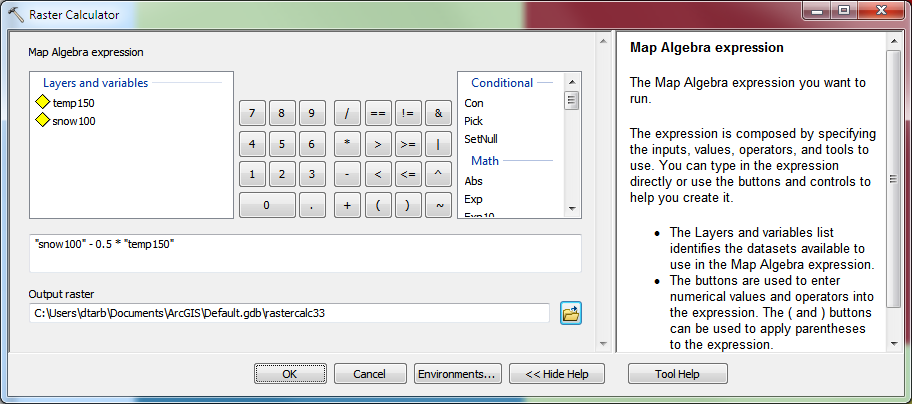 Raster Calculator
Map Algebra expression
Layers and variables
temp150
snow100
7 8 9 / == != &
4 5 6 * > >= |
1 2 3 - < <= ^
0 . + ( ) ~
Conditional
Con
Pick
SetNull
Math
Abs
Exp
Exp10
"snow100" - 0.5 * "temp150"
Output raster
C:\Users\dtarb\Documents\ArcGIS\Default.gdb\rastercalc33
OK Cancel Environments... << Hide Help Tool Help
Map Algebra expression
The Map Algebra expression you want to
run.
The expression is composed by specifying
the inputs, values, operators, and tools to
use. You can type in the expression
directly or use the buttons and controls to
help you create it.
• The Layers and variables list
identifies the datasets available to
use in the Map Algebra expression.
• The buttons are used to enter
numerical values and operators into
the expression. The ( and ) buttons
can be used to apply parentheses
to the expression.